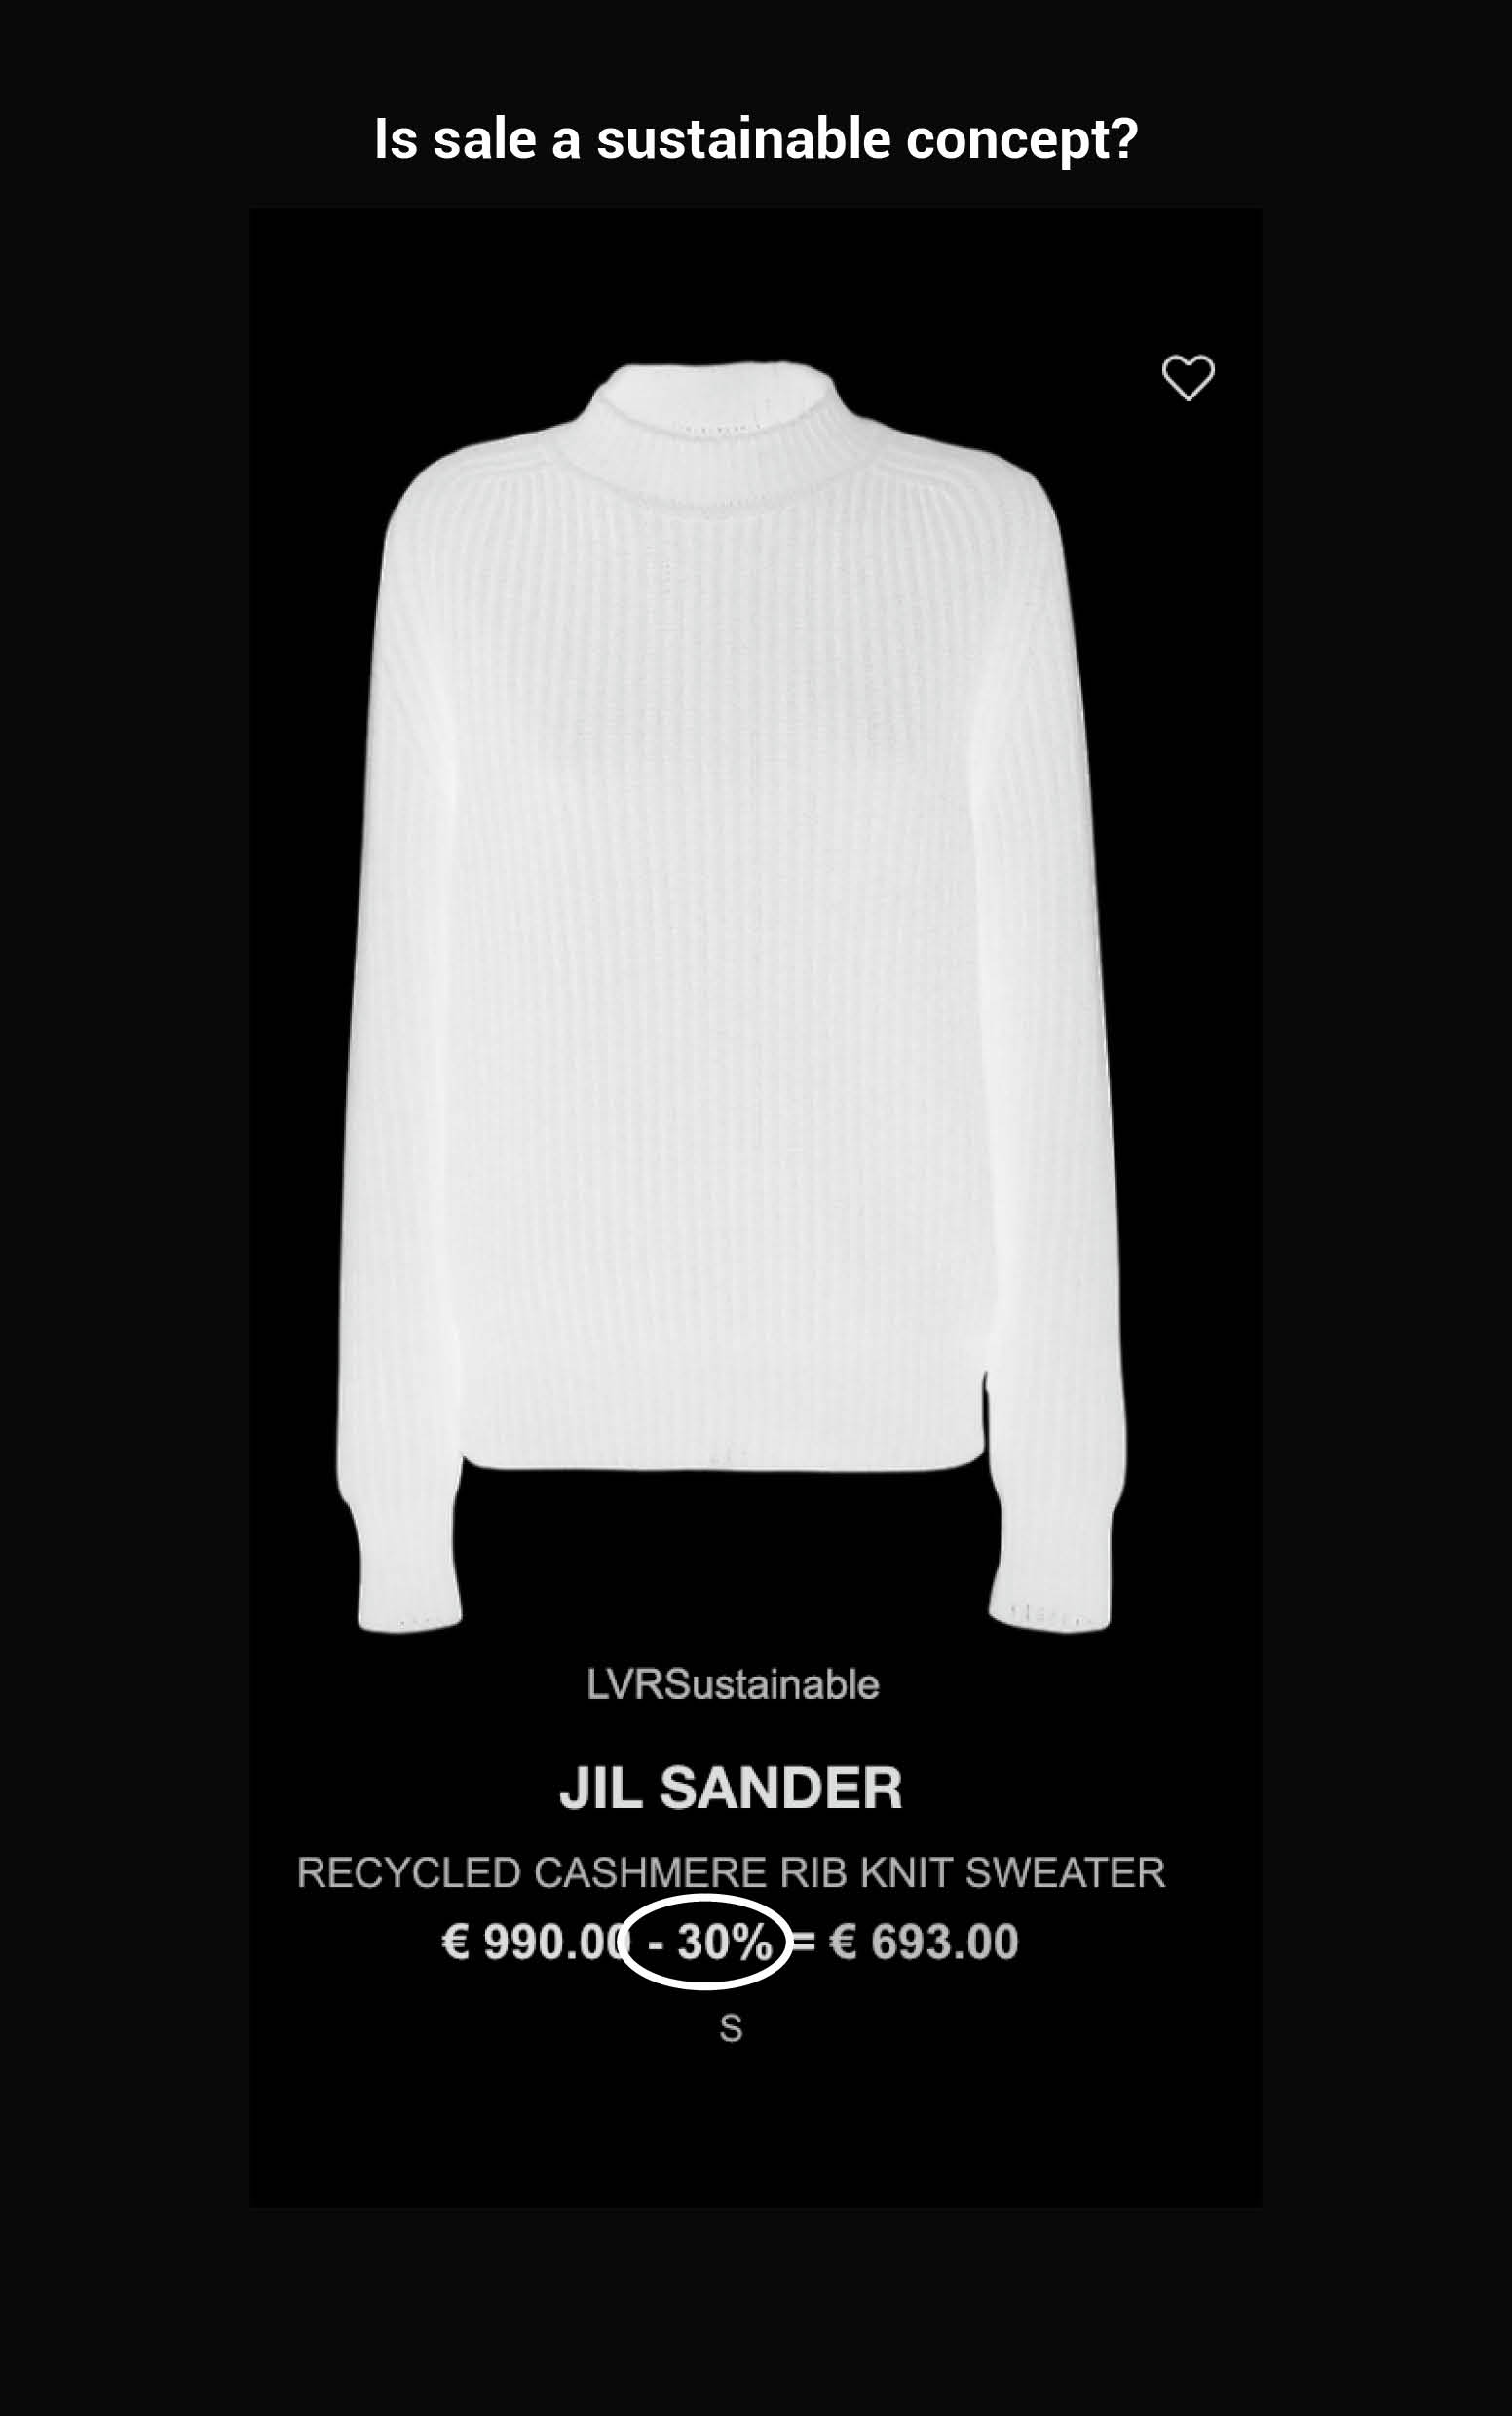 Is sale a sustainable concept?
LVRSustainable
JIL SANDER
RECYCLED CASHMERE RIB KNIT SWEATER
€ 990.00 - 30% = € 693.00
S